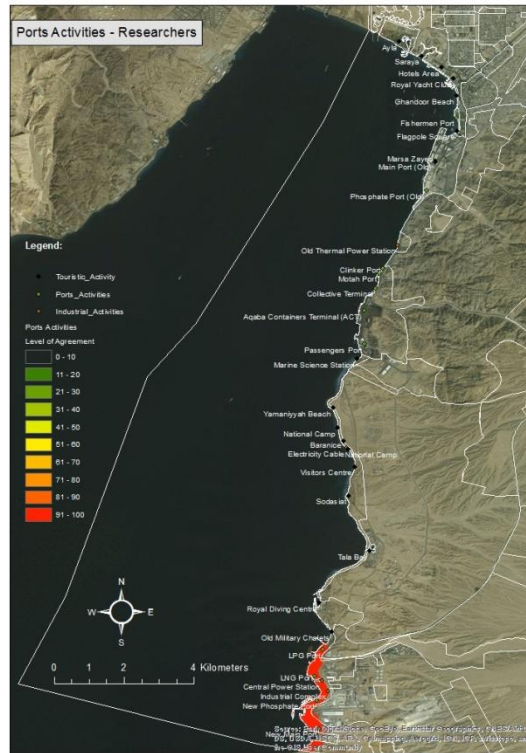 Ports Activities - Researchers
Ayla
Saraya
Hotels Area
Royal Yacht Club
Ghandoor Beach
Fishermen Port
Flagpole Square
Marsa Zayed
Main Port (Old)
Phosphate Port (Old)
Old Thermal Power Station
Clinker Port
Motah Port
Collective Terminal
Aqaba Containers Terminal (ACT)
Passengers Port
Marine Science Station
Yamaniyyah Beach
National Camp
Baranice
Electricity Cable National Camp
Visitors Centre
Sodasiat
Tala Bay
Royal Diving Centre
Old Military Chalets
LPG Port
LNG Port
Central Power Station
Industrial Complex
New Phosphate Port
Legend:
Touristic_Activity
Ports_Activities
Industrial_Activities
Ports Activities
Level of Agreement
0 - 10
11 - 20
21 - 30
31 - 40
41 - 50
51 - 60
61 - 70
71 - 80
81 - 90
91 - 100
N
W E
S
0 1 2 4 Kilometers